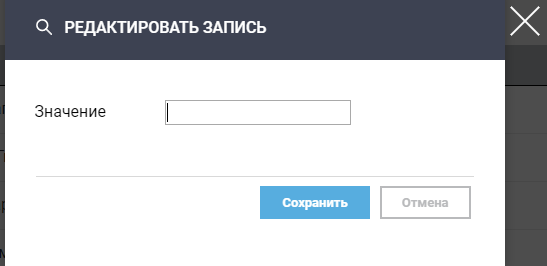 РЕДАКТИРОВАТЬ ЗАПИСЬ
Значение
Сохранить
Отмена